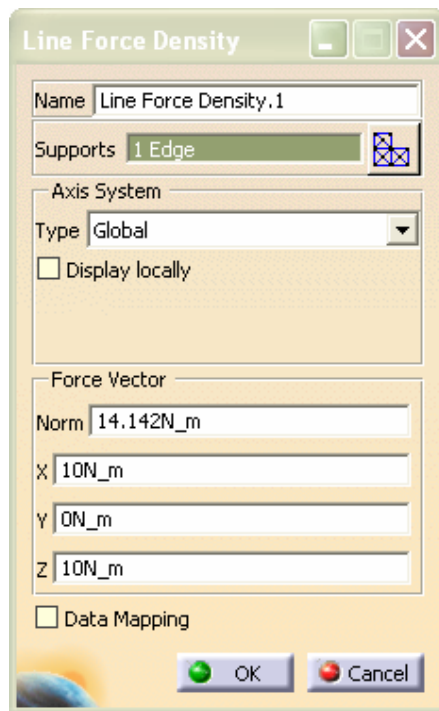 Line Force Density
Name Line Force Density.1
Supports 1 Edge
Axis System
Type Global
Display locally
Force Vector
Norm 14.142N_m
X 10N_m
Y 0N_m
Z 10N_m
Data Mapping
OK Cancel